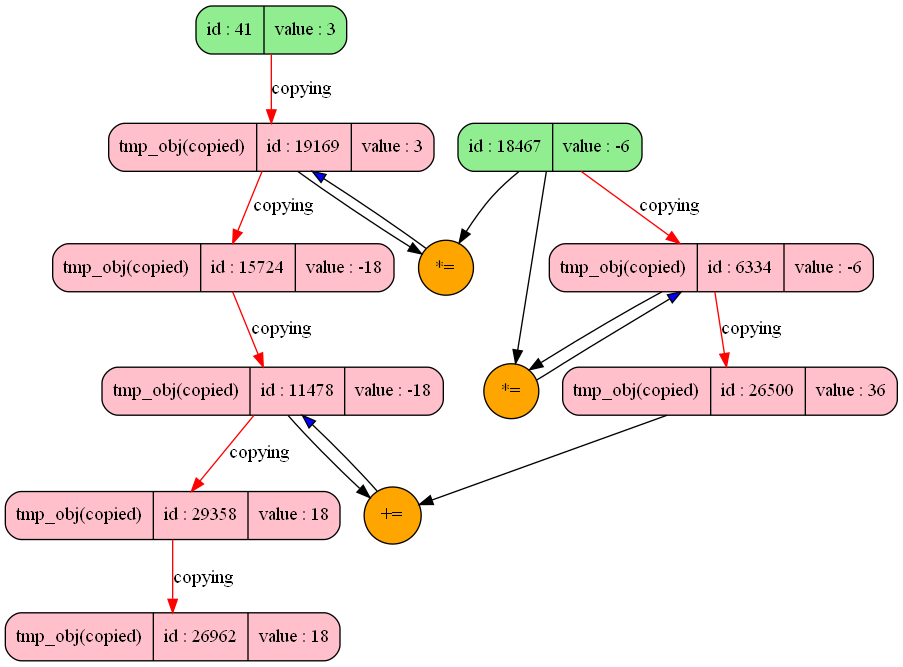 id : 41 value : 3
copying
tmp_obj(copied) id : 19169 value : 3
id : 18467 value : -6
copying
copying
tmp_obj(copied) id : 15724 value : -18
*=
tmp_obj(copied) id : 6334 value : -6
copying
copying
tmp_obj(copied) id : 11478 value : -18
*=
tmp_obj(copied) id : 26500 value : 36
copying
tmp_obj(copied) id : 29358 value : 18
+=
copying
tmp_obj(copied) id : 26962 value : 18